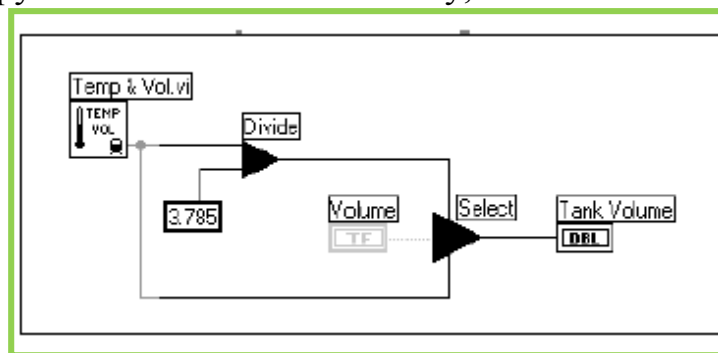 Temp & Vol.vi
TEMP
VOL
Divide
3.785
Volume
TF
Select
Tank Volume
DBL